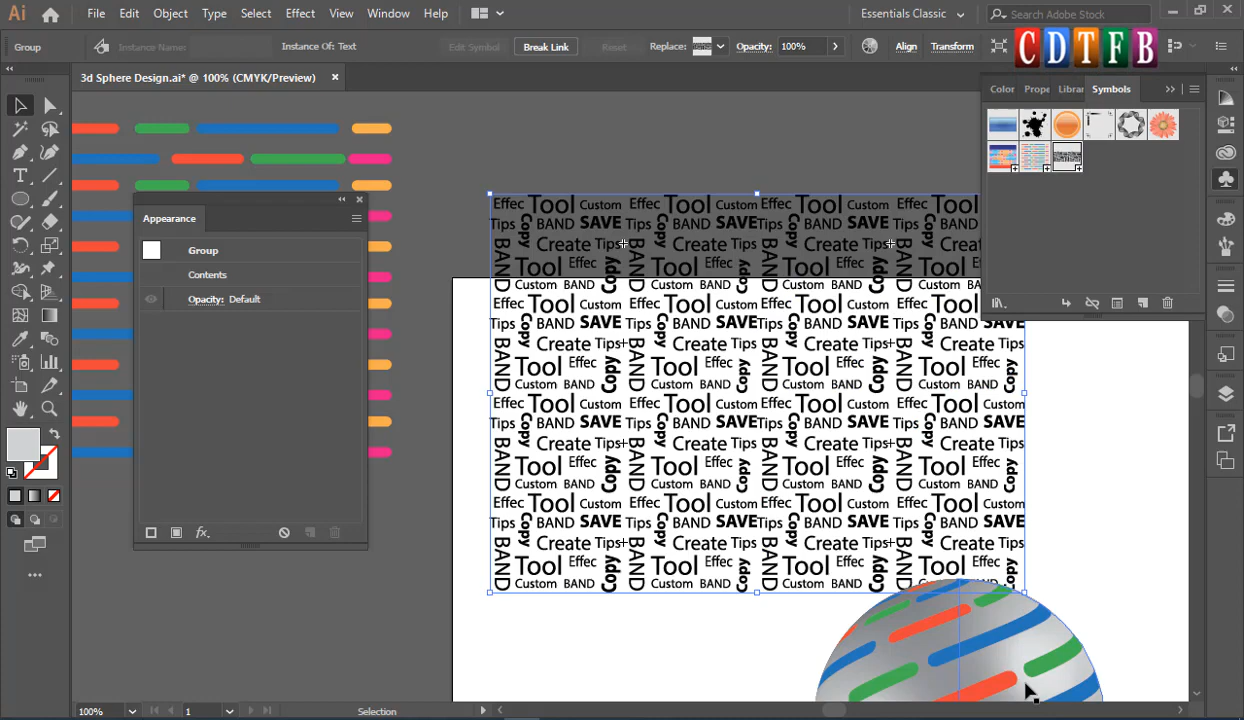 Ai File Edit Object Type Select Effect View Window Help Essentials Classic Search Adobe Stock
Group Instance Name: Instance Of: Text Edit Symbol Break Link Reset Replace: Opacity: 100% Align Transform
C D T F B
3d Sphere Design.ai* @ 100% (CMYK/Preview)
Color Prope Librar Symbols
Appearance
Group
Contents
Opacity: Default
Effec Tool Custom Effec Tool Custom Effec Tool Custom Effec Tool
Tips Copy BAND SAVE Tips Copy BAND SAVE Tips Copy BAND SAVE Tips Copy BAND
BAND Create Tips BAND Create Tips BAND Create Tips BAND Create
Tool Effec Copy Tool Effec Copy Tool Effec Copy Tool
Custom BAND Custom BAND Custom BAND Custom BAND
Effec Tool Custom Effec Tool Custom Effec Tool Custom Effec Tool Custom
Tips Copy BAND SAVE Tips Copy BAND SAVE Tips Copy BAND SAVE Tips Copy BAND SAVE
BAND Create Tips BAND Create Tips BAND Create Tips BAND Create Tips
Tool Effec Copy Tool Effec Copy Tool Effec Copy Tool Effec Copy
Custom BAND Custom BAND Custom BAND Custom BAND
Effec Tool Custom Effec Tool Custom Effec Tool Custom Effec Tool Custom
Tips Copy BAND SAVE Tips Copy BAND SAVE Tips Copy BAND SAVE Tips Copy BAND SAVE
BAND Create Tips BAND Create Tips BAND Create Tips BAND Create Tips
Tool Effec Copy Tool Effec Copy Tool Effec Copy Tool Effec Copy
Custom BAND Custom BAND Custom BAND Custom BAND
Effec Tool Custom Effec Tool Custom Effec Tool Custom Effec Tool Custom
Tips Copy BAND SAVE Tips Copy BAND SAVE Tips Copy BAND SAVE Tips Copy BAND SAVE
BAND Create Tips BAND Create Tips BAND Create Tips BAND Create Tips
Tool Effec Copy Tool Effec Copy Tool Effec Copy Tool
Custom BAND Custom BAND Custom BAND Custom
fx
100% 1 Selection